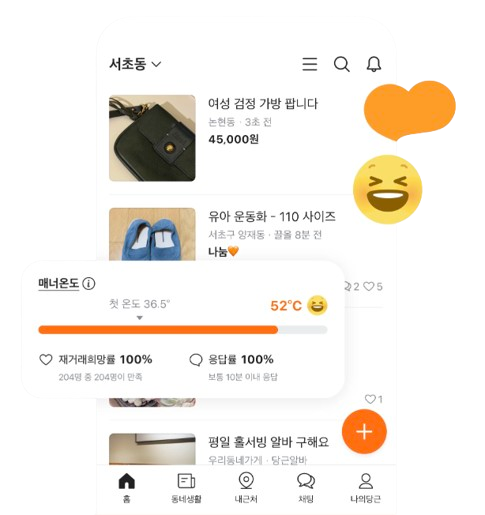 서초동
여성 검정 가방 팝니다
논현동 · 3초 전
45,000원
유아 운동화 - 110 사이즈
서초구 양재동 · 끌올 8분 전
나눔🧡
2 5
매너온도
첫 온도 36.5°
52°C
재거래희망률 100%
204명 중 204명이 만족
응답률 100%
보통 10분 이내 응답
1
평일 홀서빙 알바 구해요
우리동네가게 · 당근알바
홈
동네생활
내근처
채팅
나의당근